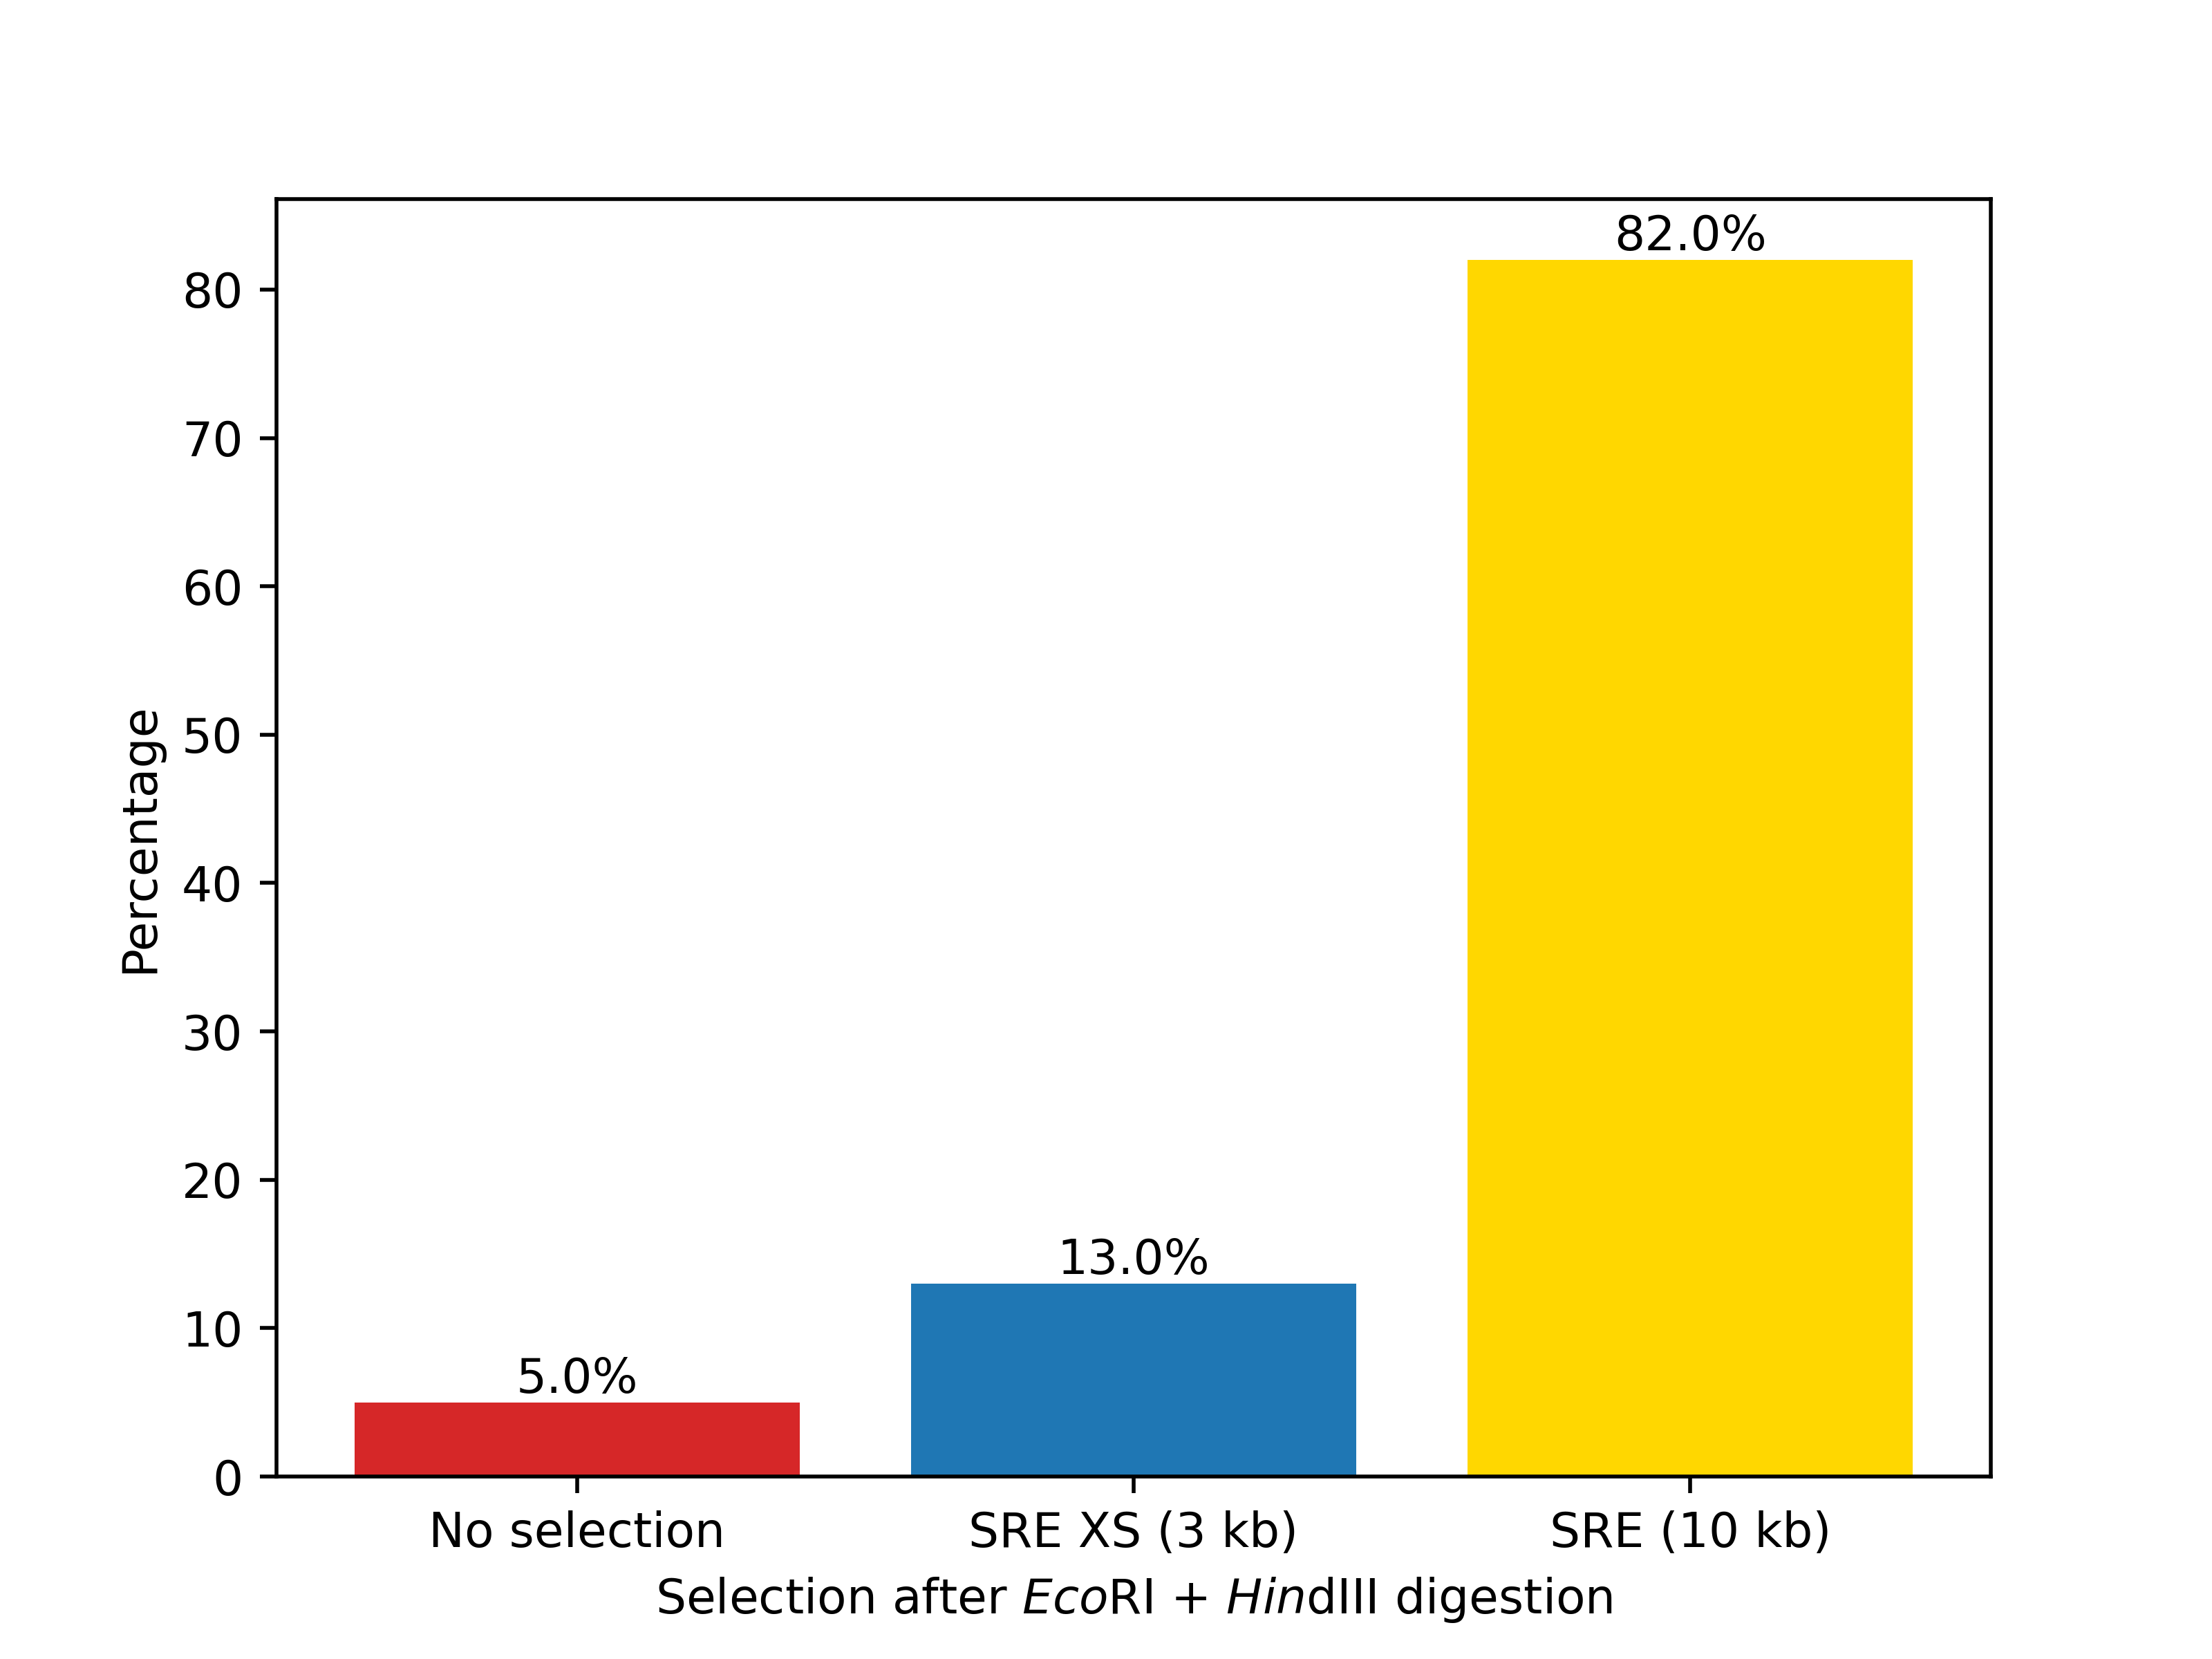 82.0%
80
70
60
50
40
30
20
10
0
Percentage
13.0%
5.0%
No selection
SRE XS (3 kb)
SRE (10 kb)
Selection after EcoRI + HindIII digestion